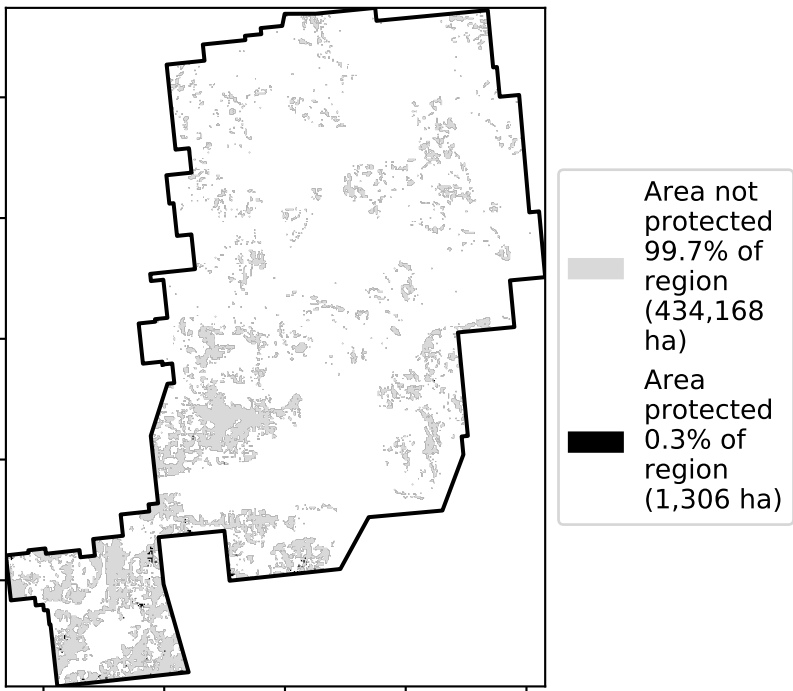 Area not
protected
99.7% of
region
(434,168
ha)
Area
protected
0.3% of
region
(1,306 ha)